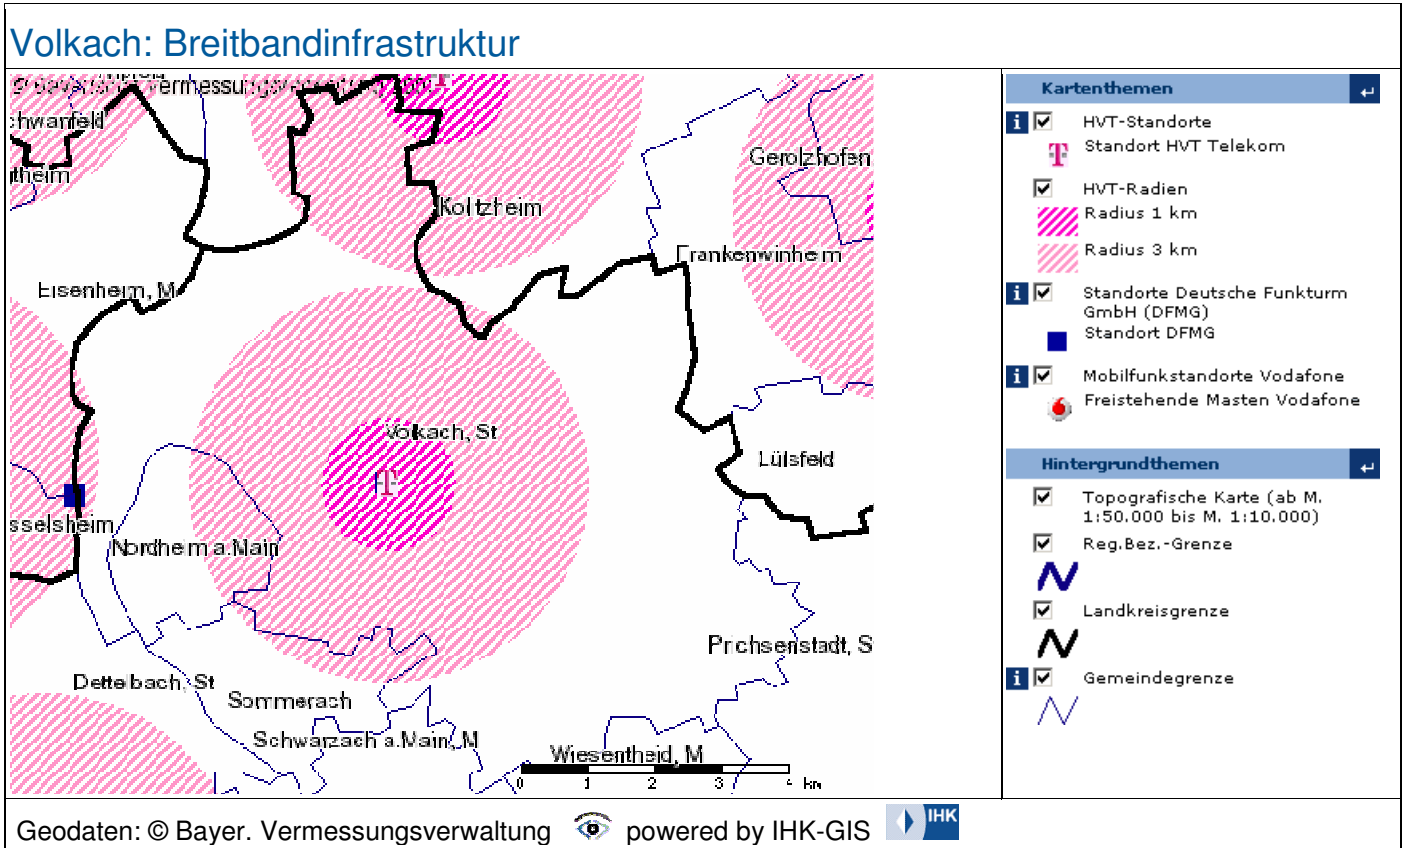 Volkach: Breitbandinfrastruktur
chwanfeld
theim
Gerolzhofen
Kolitzheim
Frankenwinheim
Eisenheim, M
Volkach, St
Lülsfeld
sselsheim
Nordheim a.Main
Prichsenstadt, S
Dettelbach, St
Sommerach
Schwarzach a.Main, M
Wiesentheid, M
0 1 2 3 4 km
Kartenthemen
HVT-Standorte
Standort HVT Telekom
HVT-Radien
Radius 1 km
Radius 3 km
Standorte Deutsche Funkturm
GmbH (DFMG)
Standort DFMG
Mobilfunkstandorte Vodafone
Freistehende Masten Vodafone
Hintergrundthemen
Topografische Karte (ab M.
1:50.000 bis M. 1:10.000)
Reg.Bez.-Grenze
Landkreisgrenze
Gemeindegrenze
Geodaten: © Bayer. Vermessungsverwaltung powered by IHK-GIS IHK